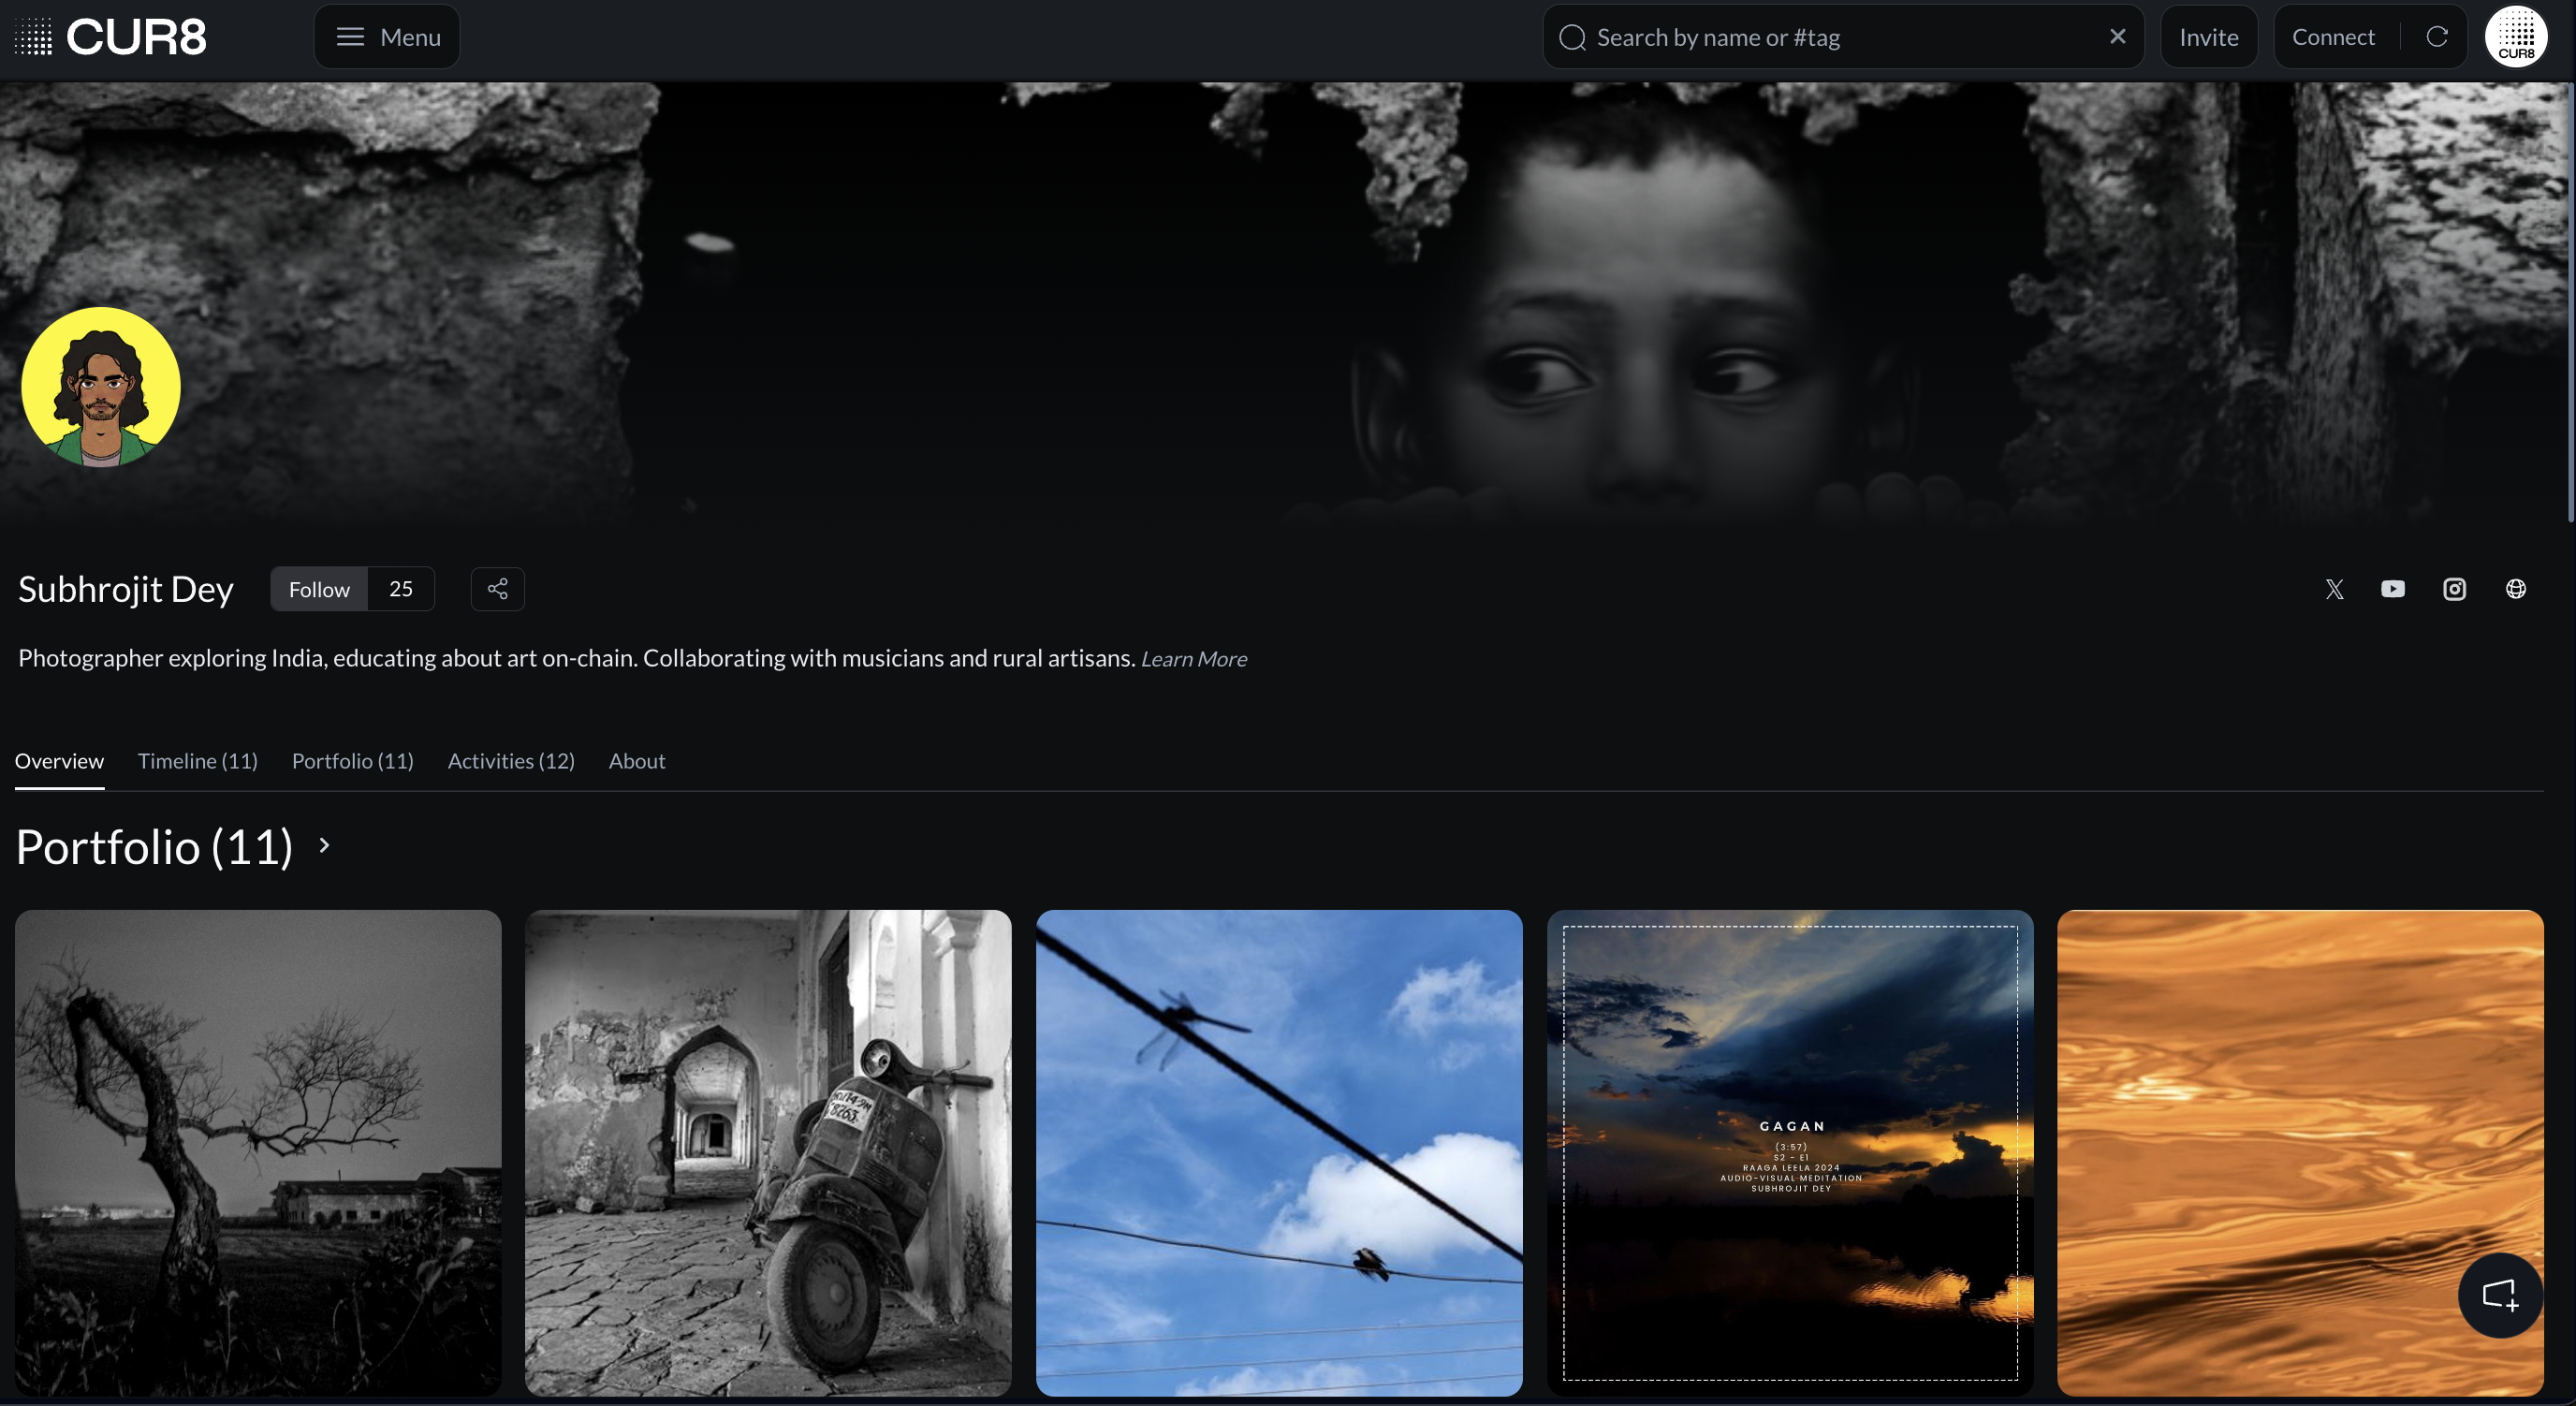 CUR8
Menu
Search by name or #tag
Invite
Connect
CUR8
Subhrojit Dey
Follow 25
Photographer exploring India, educating about art on-chain. Collaborating with musicians and rural artisans. Learn More
Overview Timeline (11) Portfolio (11) Activities (12) About
Portfolio (11)
8263
GAGAN
(3:57)
S2 - E1
RAAGA LEELA 2024
AUDIO-VISUAL MEDITATION
SUBHROJIT DEY